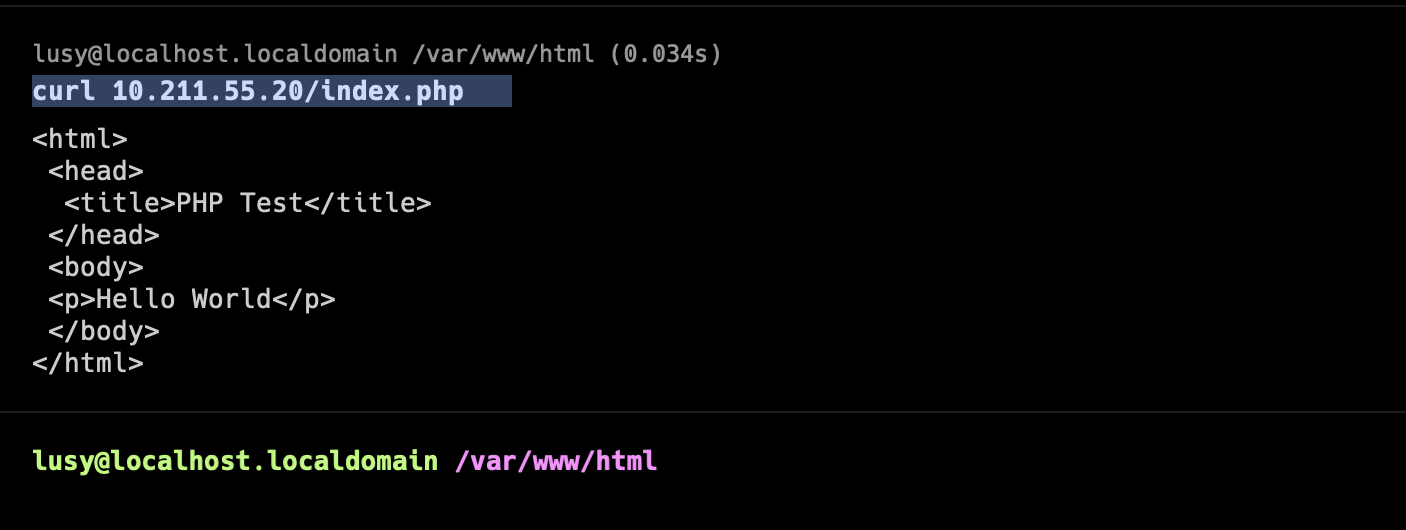 lusy@localhost.localdomain /var/www/html (0.034s)
curl 10.211.55.20/index.php
<html>
 <head>
  <title>PHP Test</title>
 </head>
 <body>
 <p>Hello World</p>
 </body>
</html>
lusy@localhost.localdomain /var/www/html